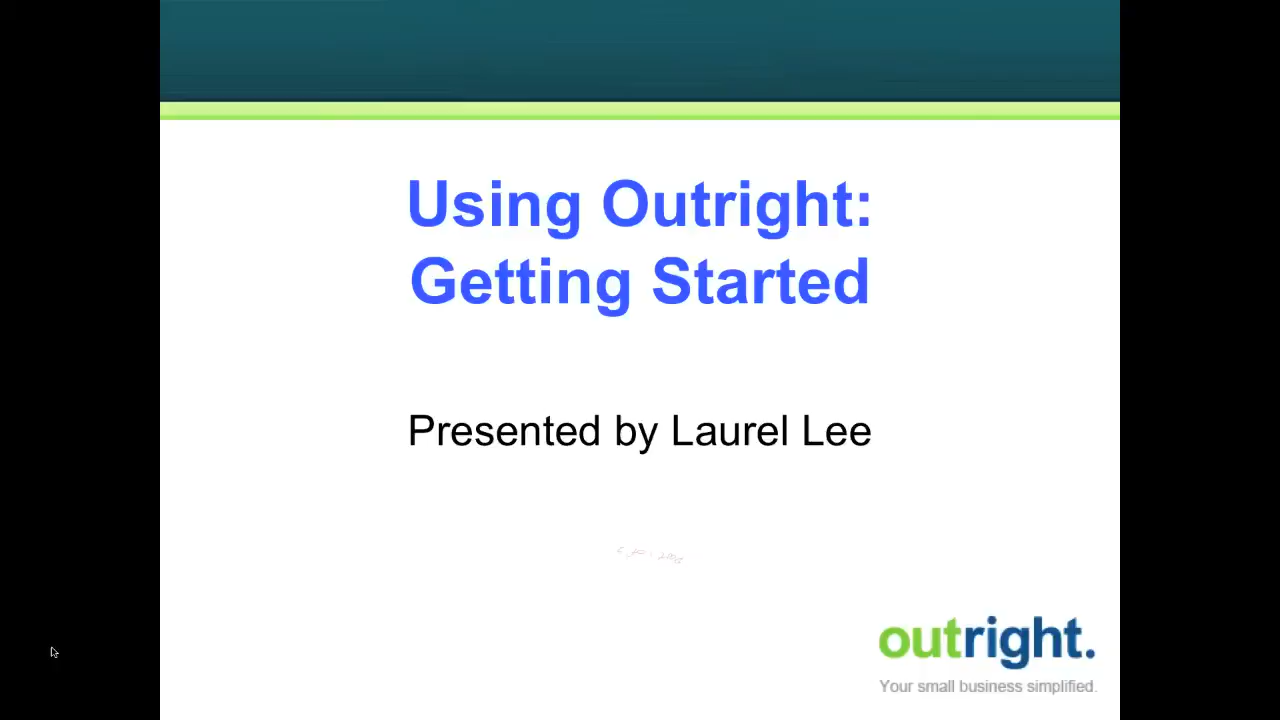 Using Outright:
Getting Started
Presented by Laurel Lee
outright.
Your small business simplified.